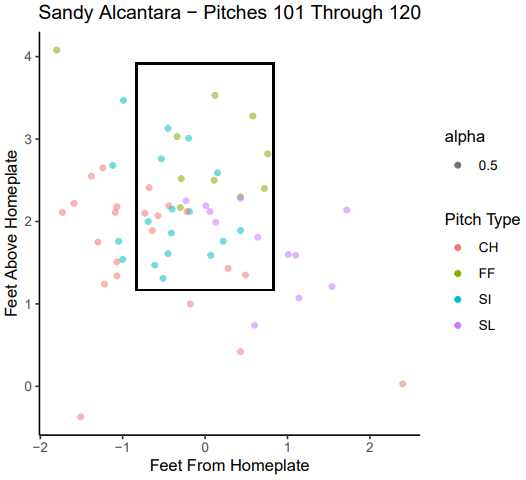 Sandy Alcantara − Pitches 101 Through 120
4
3
2
1
0
Feet Above Homeplate
−2
−1
0
1
2
Feet From Homeplate
alpha
0.5
Pitch Type
CH
FF
SI
SL